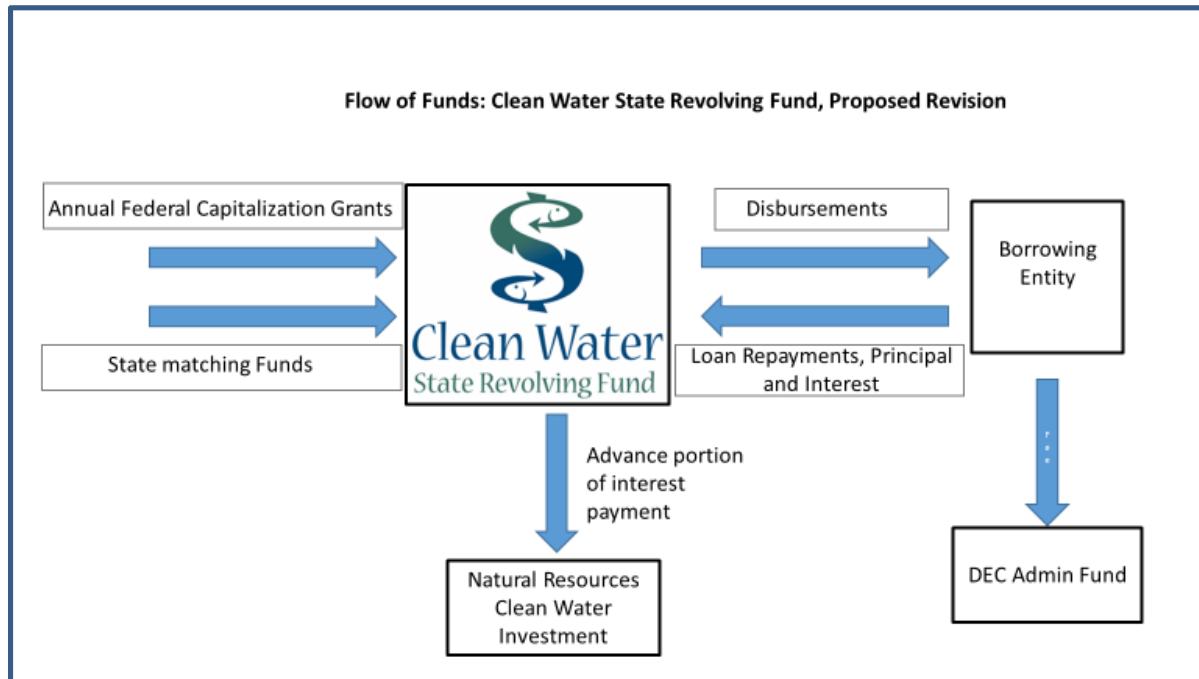 Flow of Funds: Clean Water State Revolving Fund, Proposed Revision
Annual Federal Capitalization Grants
State matching Funds
Clean Water
State Revolving Fund
Disbursements
Loan Repayments, Principal
and Interest
Borrowing
Entity
Advance portion
of interest
payment
Natural Resources
Clean Water
Investment
DEC Admin Fund